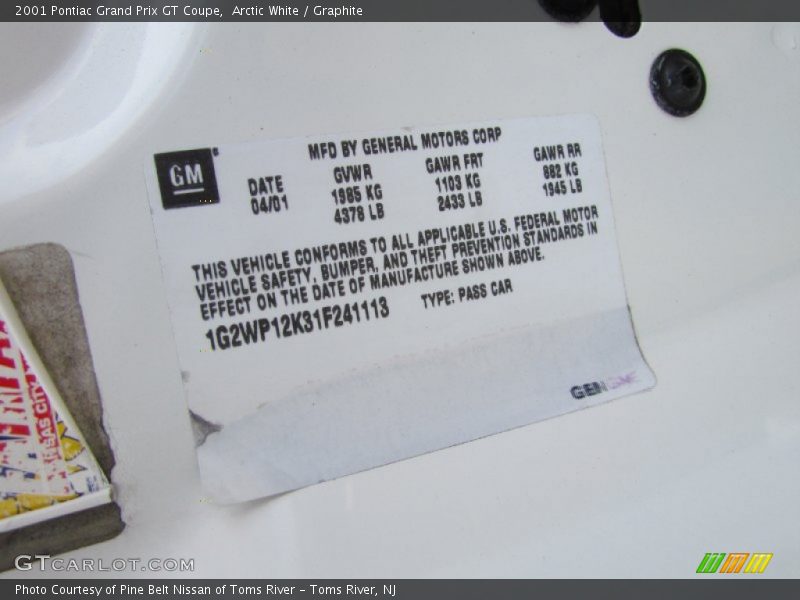 2001 Pontiac Grand Prix GT Coupe, Arctic White / Graphite
GM
MFD BY GENERAL MOTORS CORP
DATE GVWR GAWR FRT GAWR RR
04/01 1985 KG 1103 KG 882 KG
4378 LB 2433 LB 1945 LB
THIS VEHICLE CONFORMS TO ALL APPLICABLE U.S. FEDERAL MOTOR
VEHICLE SAFETY, BUMPER, AND THEFT PREVENTION STANDARDS IN
EFFECT ON THE DATE OF MANUFACTURE SHOWN ABOVE.
1G2WP12K31F241113 TYPE: PASS CAR
GTCARLOT.COM
Photo Courtesy of Pine Belt Nissan of Toms River – Toms River, NJ